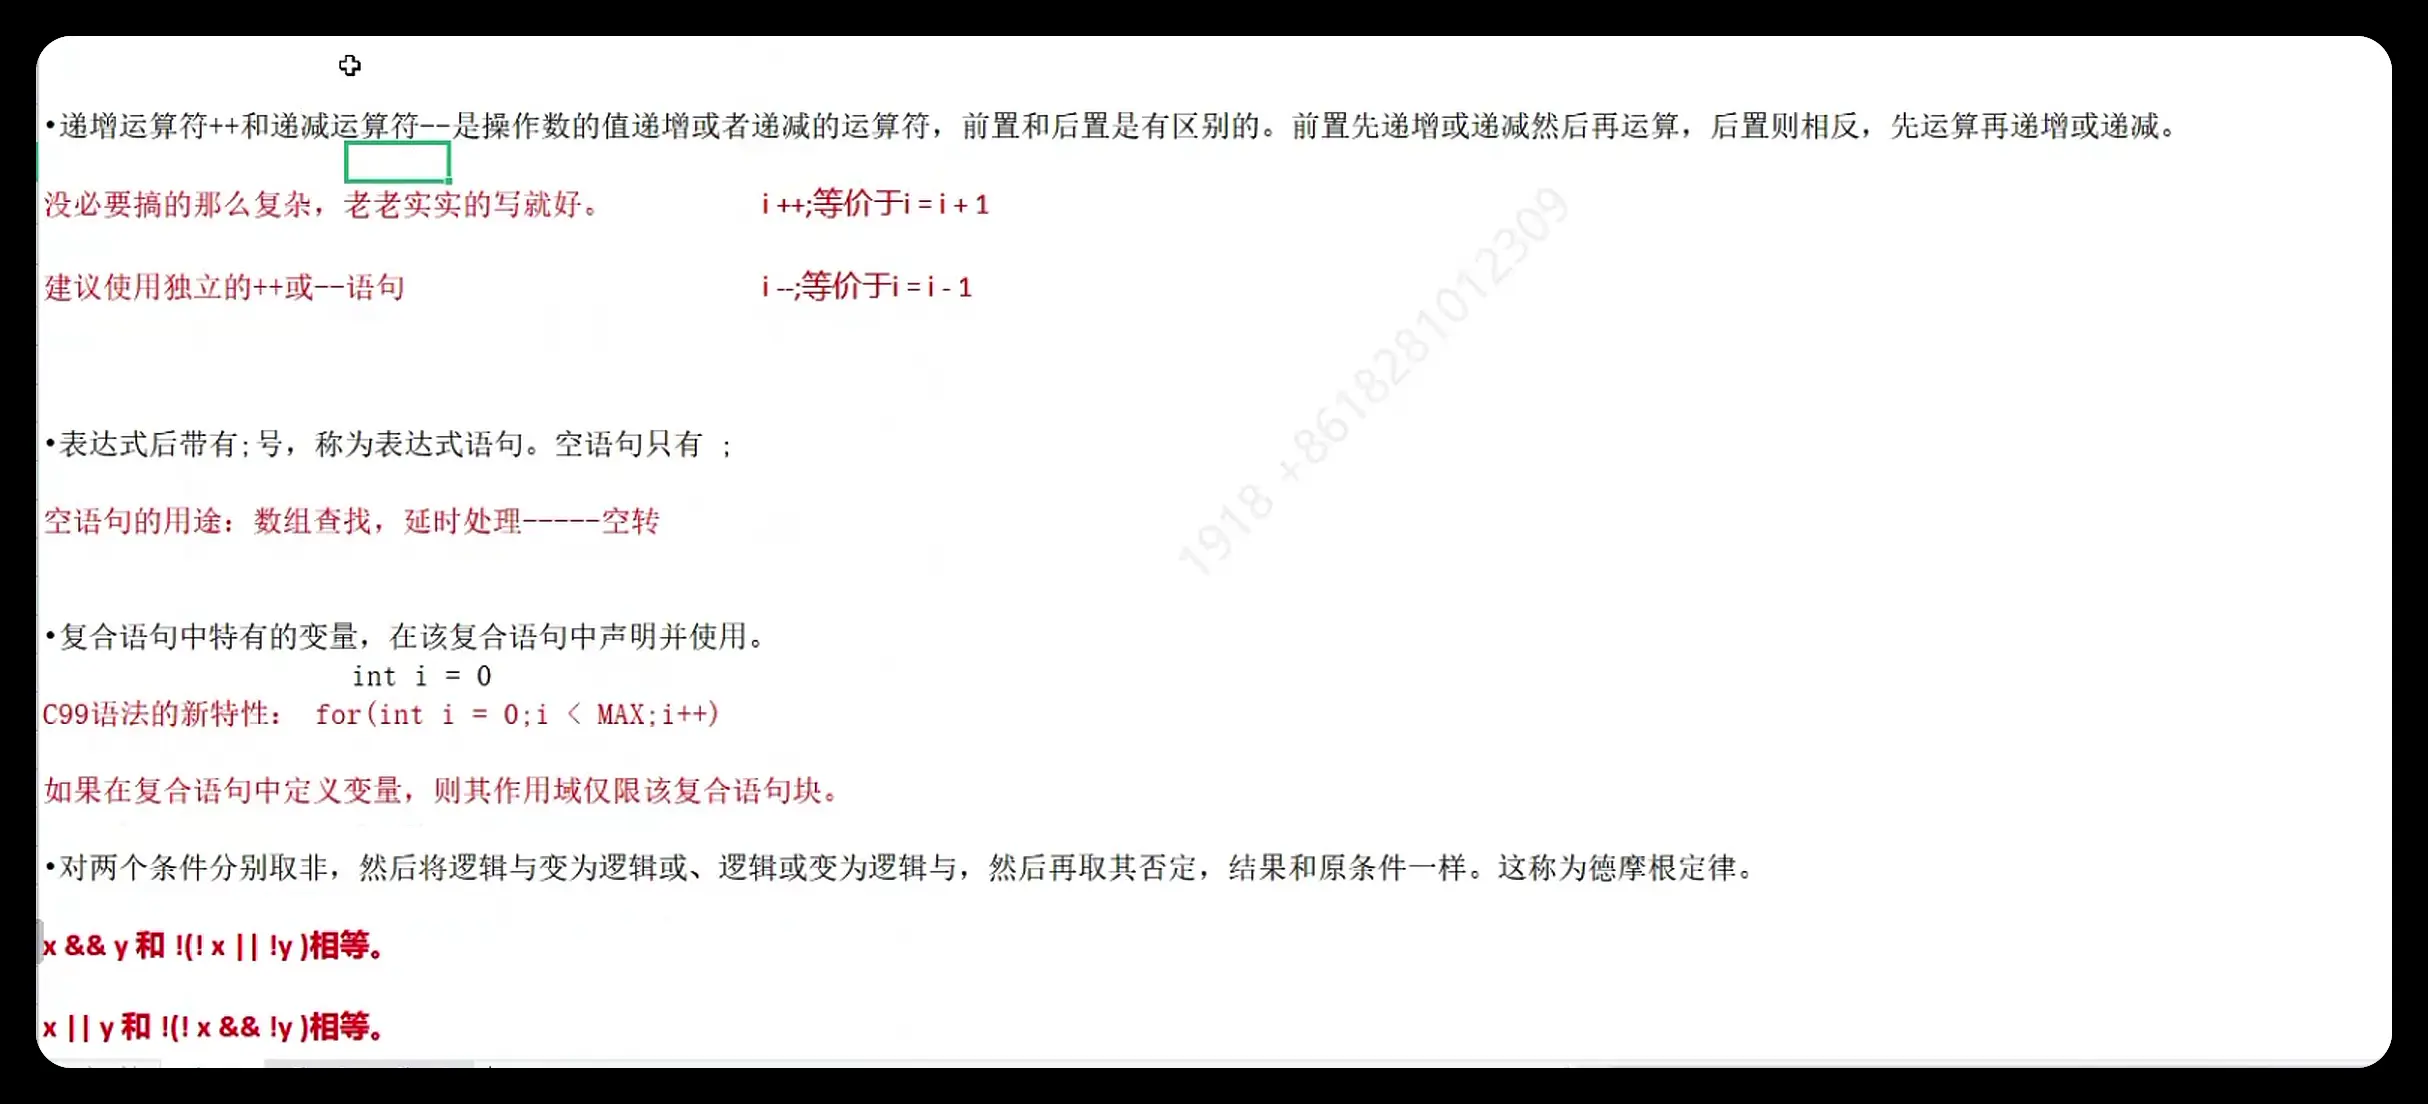 •递增运算符++和递减运算符--是操作数的值递增或者递减的运算符，前置和后置是有区别的。前置先递增或递减然后再运算，后置则相反，先运算再递增或递减。
没必要搞的那么复杂，老老实实的写就好。 i ++;等价于i = i + 1
建议使用独立的++或--语句 i --;等价于i = i - 1
1918 +8618281012309
•表达式后带有;号，称为表达式语句。空语句只有 ;
空语句的用途：数组查找，延时处理-----空转
•复合语句中特有的变量，在该复合语句中声明并使用。
int i = 0
C99语法的新特性： for(int i = 0;i < MAX;i++)
如果在复合语句中定义变量，则其作用域仅限该复合语句块。
•对两个条件分别取非，然后将逻辑与变为逻辑或、逻辑或变为逻辑与，然后再取其否定，结果和原条件一样。这称为德摩根定律。
x && y 和 !(! x || !y )相等。
x || y 和 !(! x && !y )相等。